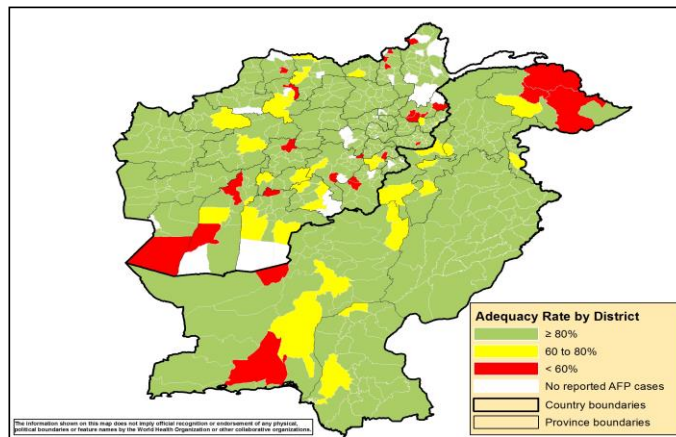 Adequacy Rate by District
≥ 80%
60 to 80%
< 60%
No reported AFP cases
Country boundaries
Province boundaries
The information shown on this map does not imply official recognition or endorsement of any physical,
political boundaries or feature names by the World Health Organization or other collaborative organizations.